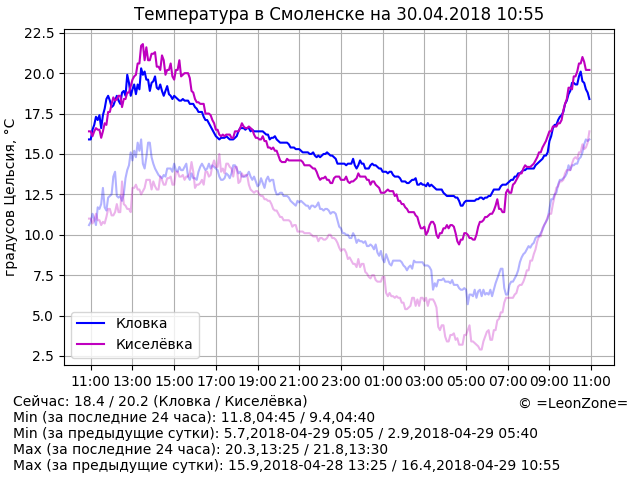 Температура в Смоленске на 30.04.2018 10:55
градусов Цельсия, °C
22.5
20.0
17.5
15.0
12.5
10.0
7.5
5.0
2.5
Кловка
Киселёвка
11:00 13:00 15:00 17:00 19:00 21:00 23:00 01:00 03:00 05:00 07:00 09:00 11:00
Сейчас: 18.4 / 20.2 (Кловка / Киселёвка)
© =LeonZone=
Min (за последние 24 часа): 11.8,04:45 / 9.4,04:40
Min (за предыдущие сутки): 5.7,2018-04-29 05:05 / 2.9,2018-04-29 05:40
Max (за последние 24 часа): 20.3,13:25 / 21.8,13:30
Max (за предыдущие сутки): 15.9,2018-04-28 13:25 / 16.4,2018-04-29 10:55